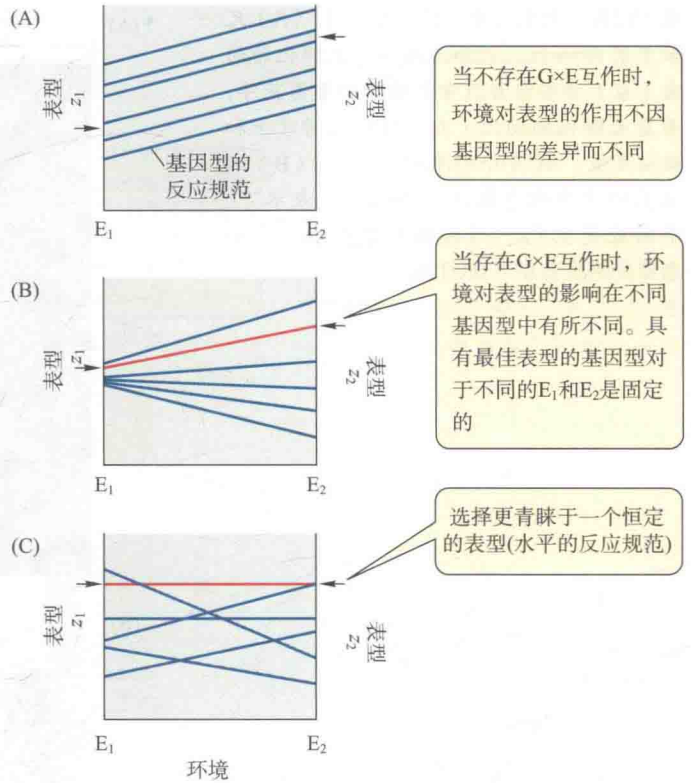 (A)
表型
z₁
表型
z₂
基因型的
反应规范
E₁
E₂
当不存在G×E互作时,
环境对表型的作用不因
基因型的差异而不同
(B)
表型
z₁
表型
z₂
E₁
E₂
当存在G×E互作时，环
境对表型的影响在不同
基因型中有所不同。具
有最佳表型的基因型对
于不同的E₁和E₂是固定
的
(C)
表型
z₁
表型
z₂
E₁
E₂
环境
选择更青睐于一个恒定
的表型(水平的反应规范)